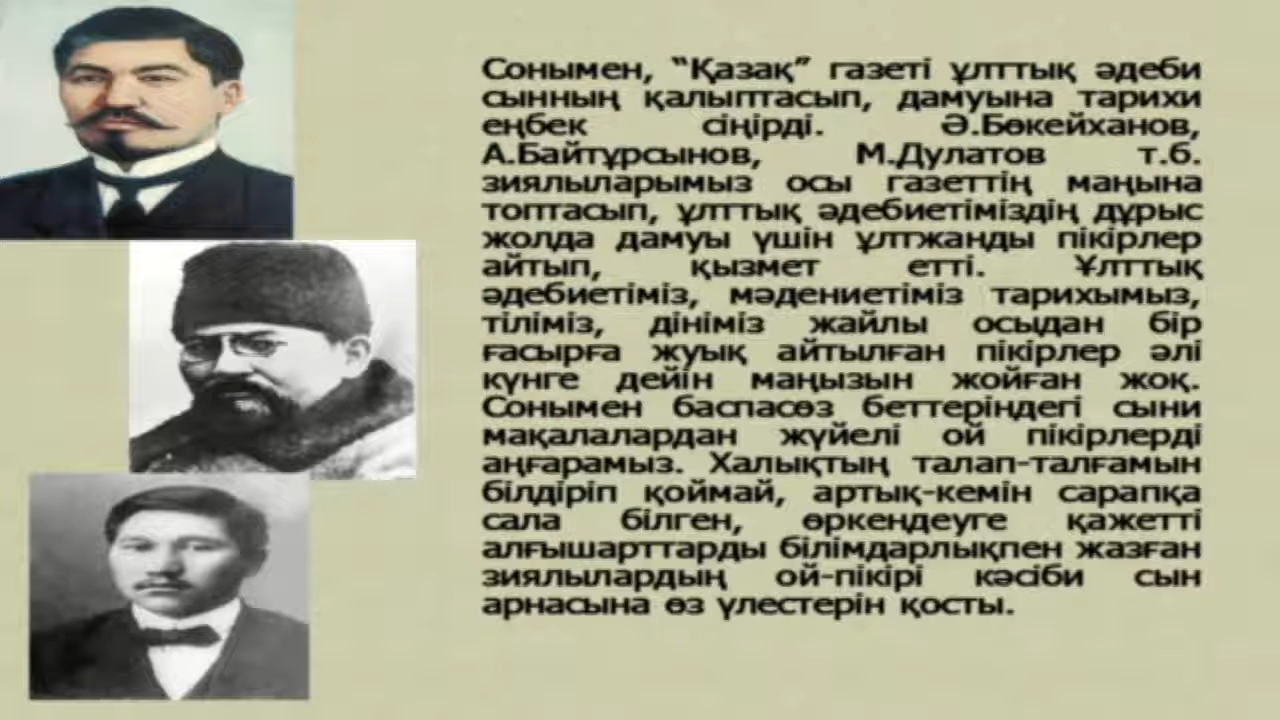 Сонымен, “Қазақ” газеті ұлттық әдеби
сынның қалыптасып, дамуына тарихи
еңбек сіңірді. Ә.Бөкейханов,
А.Байтұрсынов, М.Дулатов т.б.
зиялыларымыз осы газеттің маңына
топтасып, ұлттық әдебиетіміздің дұрыс
жолда дамуы үшін ұлтжанды пікірлер
айтып, қызмет етті. Ұлттық
әдебиетіміз, мәдениетіміз тарихымыз,
тіліміз, дініміз жайлы осыдан бір
ғасырға жуық айтылған пікірлер әлі
күнге дейін маңызын жойған жоқ.
Сонымен баспасөз беттеріндегі сыни
мақалалардан жүйелі ой пікірлерді
аңғарамыз. Халықтың талап-талғамын
білдіріп қоймай, артық-кемін сарапқа
сала білген, өркендеуге қажетті
алғышарттарды білімдарлықпен жазған
зиялылардың ой-пікірі кәсіби сын
арнасына өз үлестерін қосты.